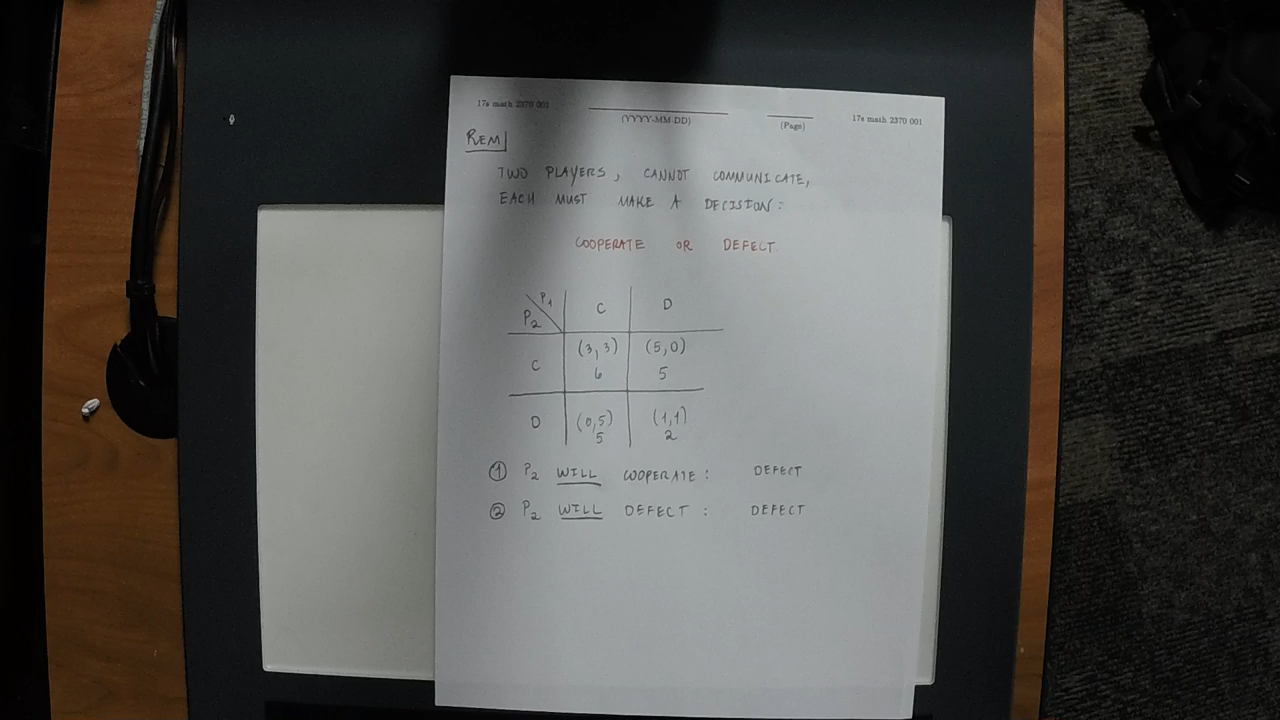 17s math 2370 001
(YYYY-MM-DD)
(Page)
17s math 2370 001
REM
TWO PLAYERS, CANNOT COMMUNICATE,
EACH MUST MAKE A DECISION:
COOPERATE OR DEFECT.
P1 C D
P2
C (3,3) (5,0)
6 5
D (0,5) (1,1)
5 2
① P2 WILL COOPERATE: DEFECT
② P2 WILL DEFECT: DEFECT